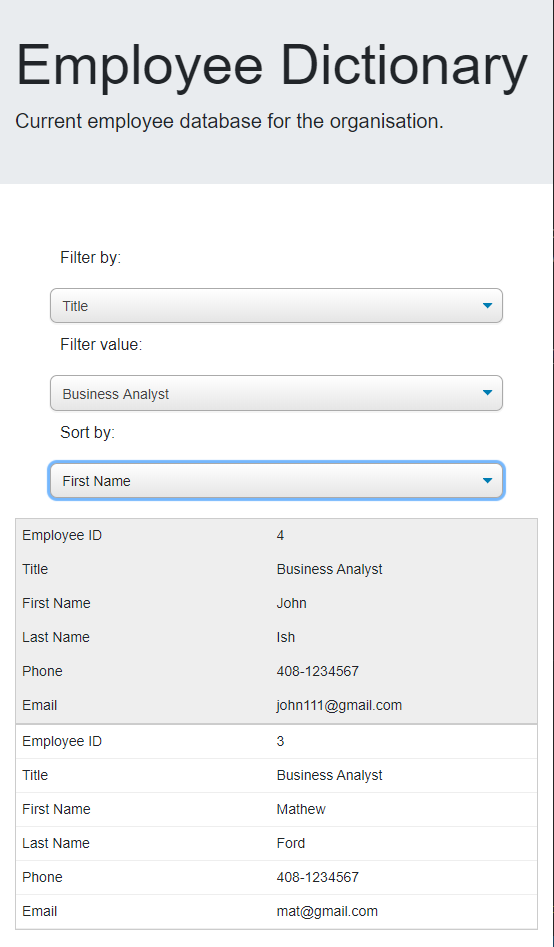 Employee Dictionary
Current employee database for the organisation.
Filter by:
Title
Filter value:
Business Analyst
Sort by:
First Name
Employee ID 4
Title Business Analyst
First Name John
Last Name Ish
Phone 408-1234567
Email john111@gmail.com
Employee ID 3
Title Business Analyst
First Name Mathew
Last Name Ford
Phone 408-1234567
Email mat@gmail.com